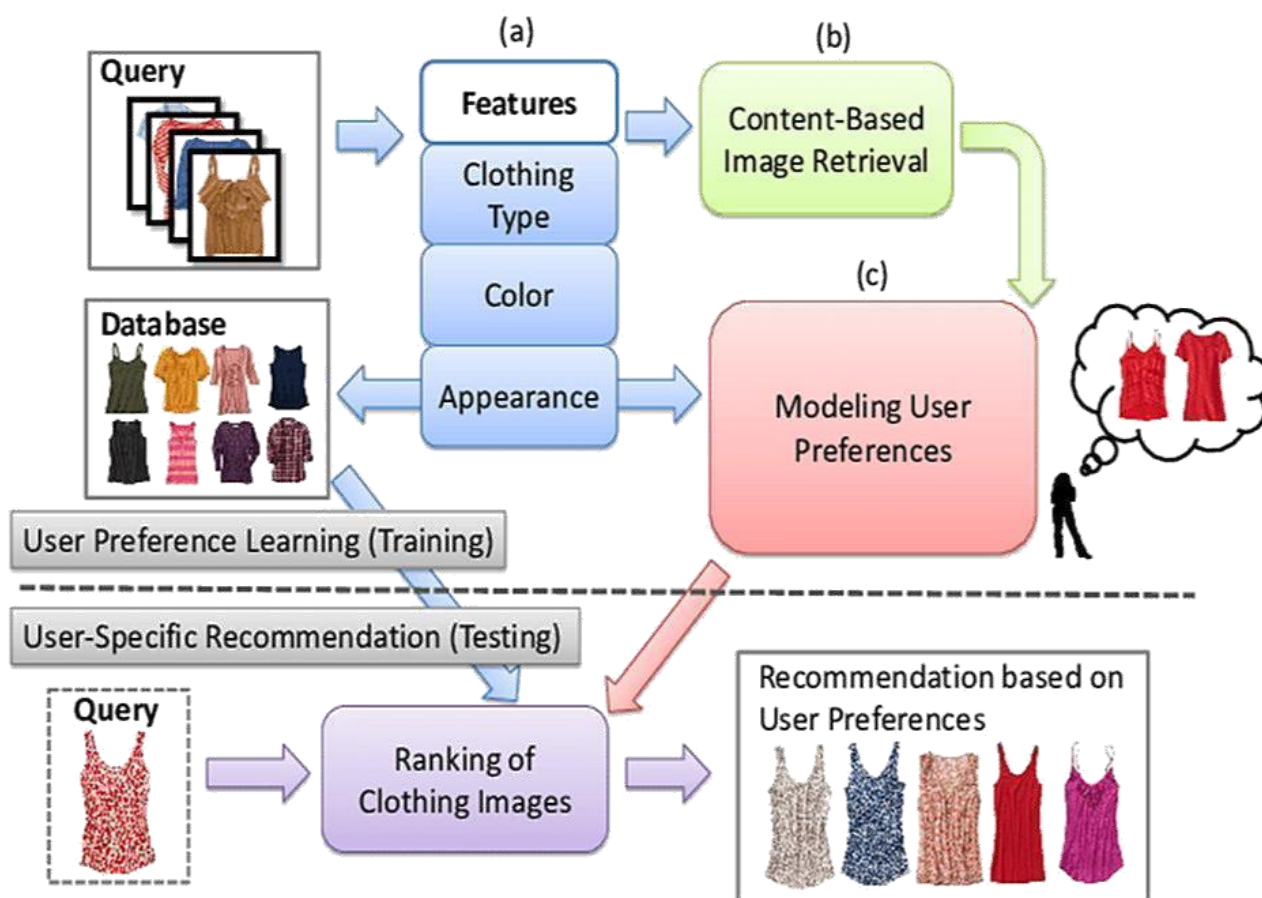 (a)
(b)
Query
Features
Content-Based
Image Retrieval
Clothing
Type
(c)
Color
Database
Appearance
Modeling User
Preferences
User Preference Learning (Training)
User-Specific Recommendation (Testing)
Query
Ranking of
Clothing Images
Recommendation based on
User Preferences